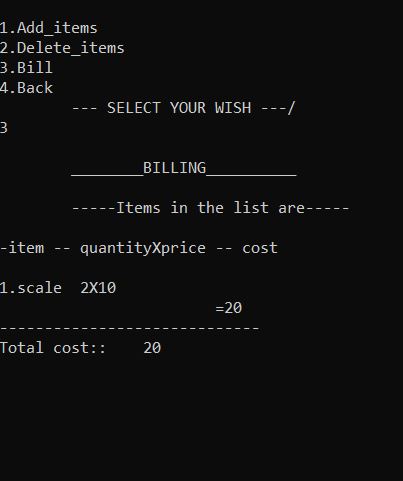 1.Add_items
2.Delete_items
3.Bill
4.Back
--- SELECT YOUR WISH ---/
3
________BILLING__________
-----Items in the list are-----
-item -- quantityXprice -- cost
1.scale  2X10
=20
-----------------------------
Total cost::    20